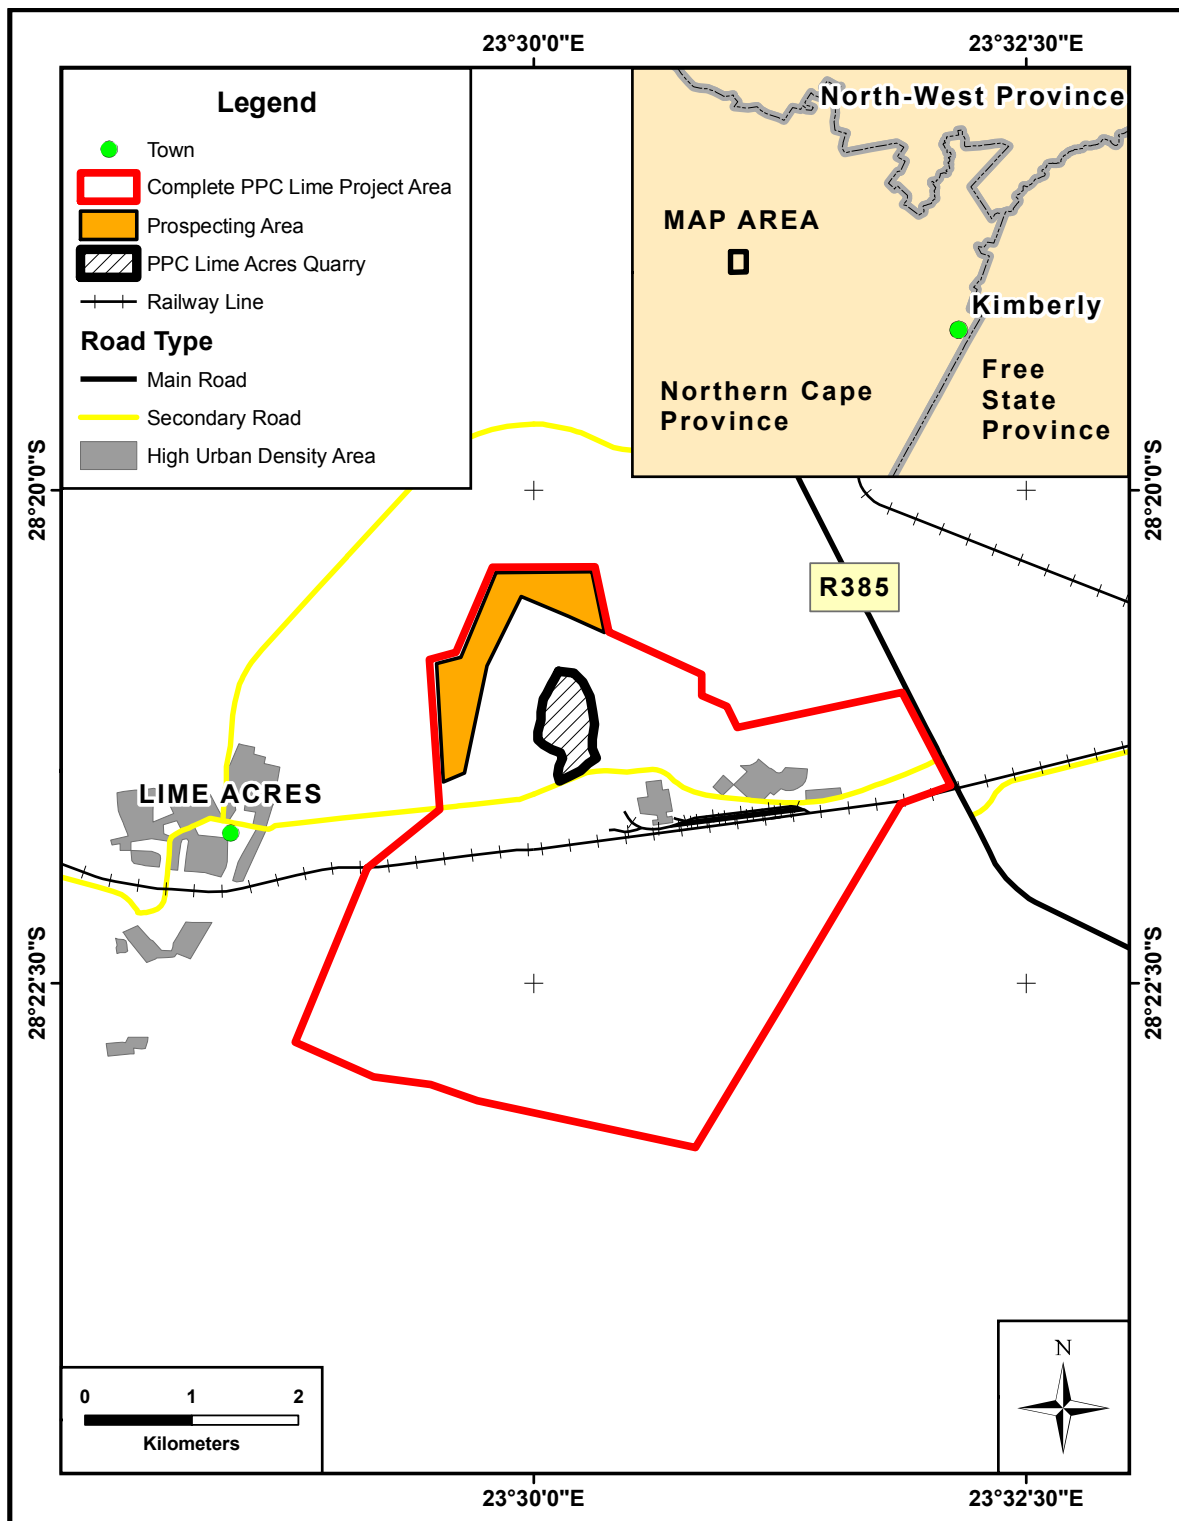 23°30'0"E
23°32'30"E
Legend
Town
Complete PPC Lime Project Area
Prospecting Area
PPC Lime Acres Quarry
Railway Line
Road Type
Main Road
Secondary Road
High Urban Density Area
North-West Province
MAP AREA
Kimberly
Northern Cape
Province
Free
State
Province
28°20'0"S
28°20'0"S
R385
LIME ACRES
28°22'30"S
28°22'30"S
N
0 1 2
Kilometers
23°30'0"E
23°32'30"E